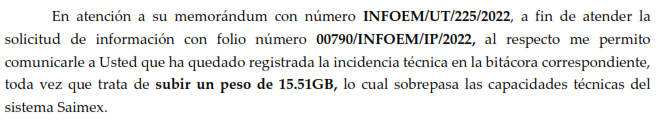 En atención a su memorándum con número INFOEM/UT/225/2022, a fin de atender la
solicitud de información con folio número 00790/INFOEM/IP/2022, al respecto me permito
comunicarle a Usted que ha quedado registrada la incidencia técnica en la bitácora correspondiente,
toda vez que trata de subir un peso de 15.51GB, lo cual sobrepasa las capacidades técnicas del
sistema Saimex.